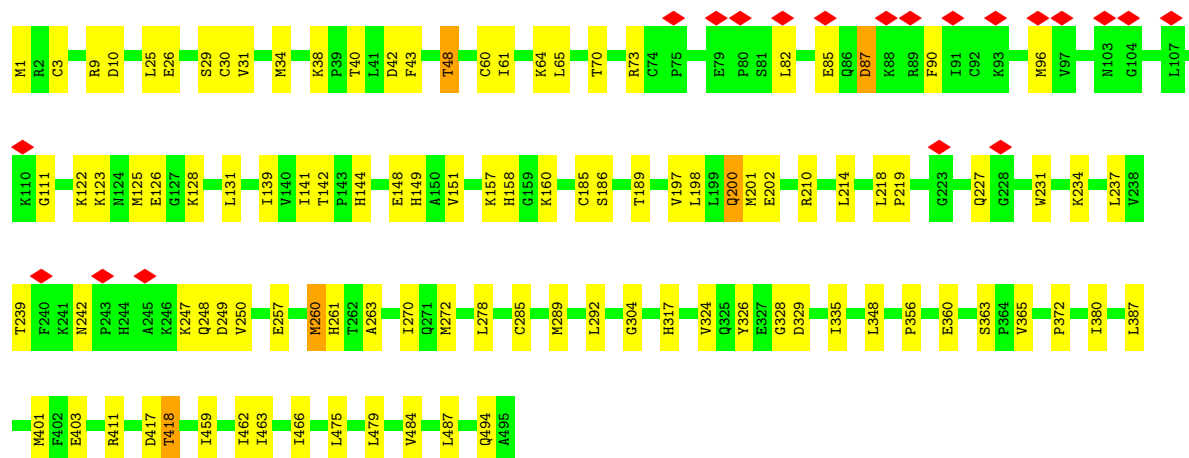 M1 R2 C3 R9 D10 L25 E26 S29 C30 V31 M34 K38 P39 T40 L41 D42 F43 T48 C60 I61 K64 L65 T70 R73 C74 P75 E79 P80 S81 L82 E85 Q86 D87 K88 R89 F90 I91 C92 K93 M96 V97 N103 G104 L107
K110 G111 K122 K123 N124 M125 E126 G127 K128 L131 I139 V140 I141 T142 P143 H144 E148 H149 A150 V151 K157 H158 G159 K160 C185 S186 T189 V197 L198 L199 Q200 M201 E202 R210 L214 L218 P219 G223 Q227 G228 W231 K234 L237 V238
T239 F240 K241 N242 P243 H244 A245 K246 K247 Q248 D249 V250 E257 M260 H261 T262 A263 I270 Q271 M272 L278 C285 M289 L292 G304 H317 V324 Q325 Y326 E327 G328 D329 I335 L348 P356 E360 S363 P364 V365 P372 I380 L387
M401 F402 E403 R411 D417 T418 I459 I462 I463 I466 L475 L479 V484 L487 Q494 A495